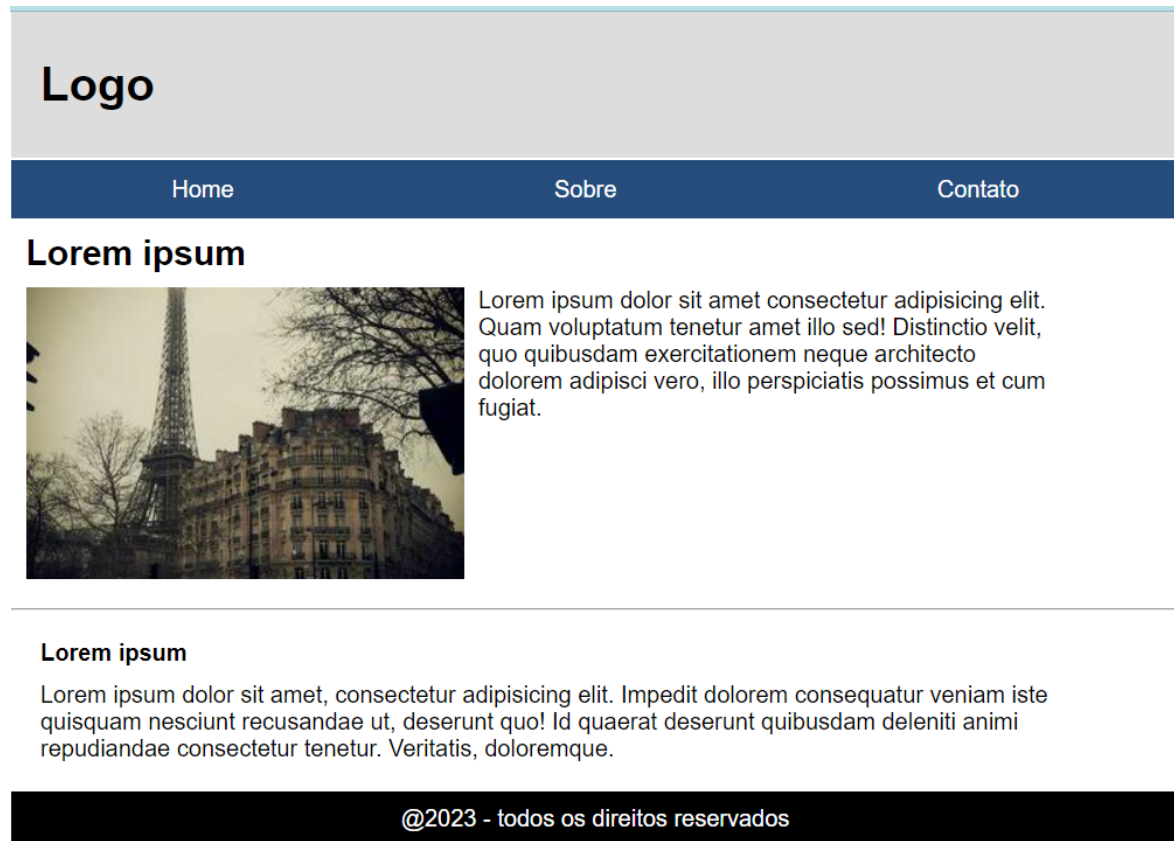 Logo
Home Sobre Contato
Lorem ipsum
Lorem ipsum dolor sit amet consectetur adipisicing elit.
Quam voluptatum tenetur amet illo sed! Distinctio velit,
quo quibusdam exercitationem neque architecto
dolorem adipisci vero, illo perspiciatis possimus et cum
fugiat.
Lorem ipsum
Lorem ipsum dolor sit amet, consectetur adipisicing elit. Impedit dolorem consequatur veniam iste
quisquam nesciunt recusandae ut, deserunt quo! Id quaerat deserunt quibusdam deleniti animi
repudiandae consectetur tenetur. Veritatis, doloremque.
@2023 - todos os direitos reservados